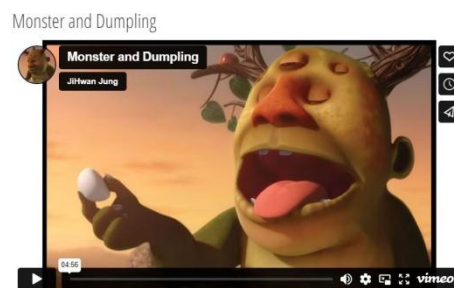 Monster and Dumpling
Monster and Dumpling
JiHwan Jung
04:56
vimeo